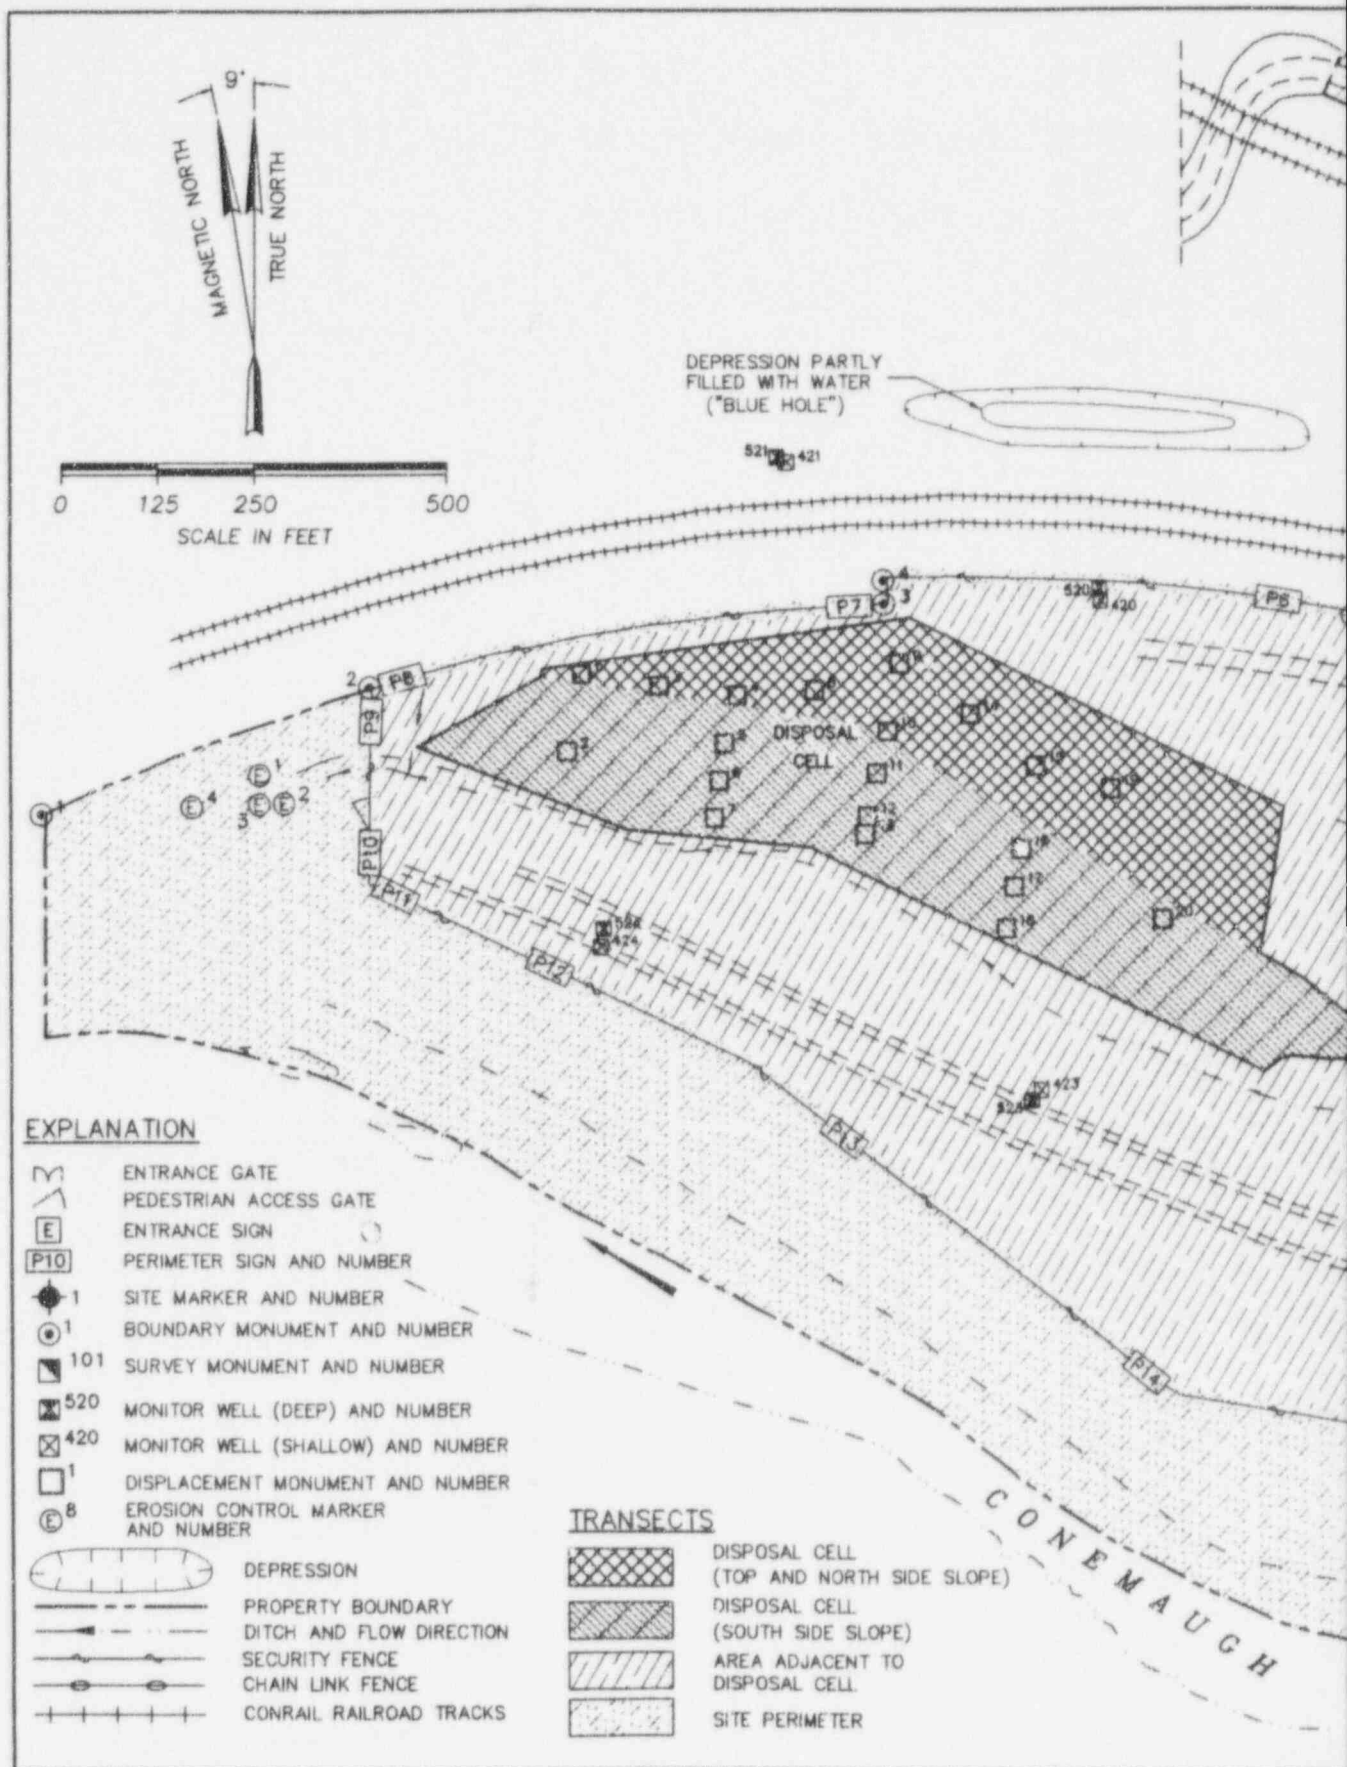 9°
MAGNETIC NORTH
TRUE NORTH
0 125 250 500
SCALE IN FEET
DEPRESSION PARTLY
FILLED WITH WATER
("BLUE HOLE")
521 421
4
P7 3
520
420
P6
2 P8
P9
1
E 1
E 4
E 2
3
P10
P11
P12
424
DISPOSAL
CELL
2
4
7
11
20
423
P13
P14
EXPLANATION
ENTRANCE GATE
PEDESTRIAN ACCESS GATE
E ENTRANCE SIGN
P10 PERIMETER SIGN AND NUMBER
1 SITE MARKER AND NUMBER
1 BOUNDARY MONUMENT AND NUMBER
101 SURVEY MONUMENT AND NUMBER
520 MONITOR WELL (DEEP) AND NUMBER
420 MONITOR WELL (SHALLOW) AND NUMBER
1 DISPLACEMENT MONUMENT AND NUMBER
E 8 EROSION CONTROL MARKER
AND NUMBER
DEPRESSION
PROPERTY BOUNDARY
DITCH AND FLOW DIRECTION
SECURITY FENCE
CHAIN LINK FENCE
CONRAIL RAILROAD TRACKS
TRANSECTS
DISPOSAL CELL
(TOP AND NORTH SIDE SLOPE)
DISPOSAL CELL
(SOUTH SIDE SLOPE)
AREA ADJACENT TO
DISPOSAL CELL
SITE PERIMETER
CONEMAUGH